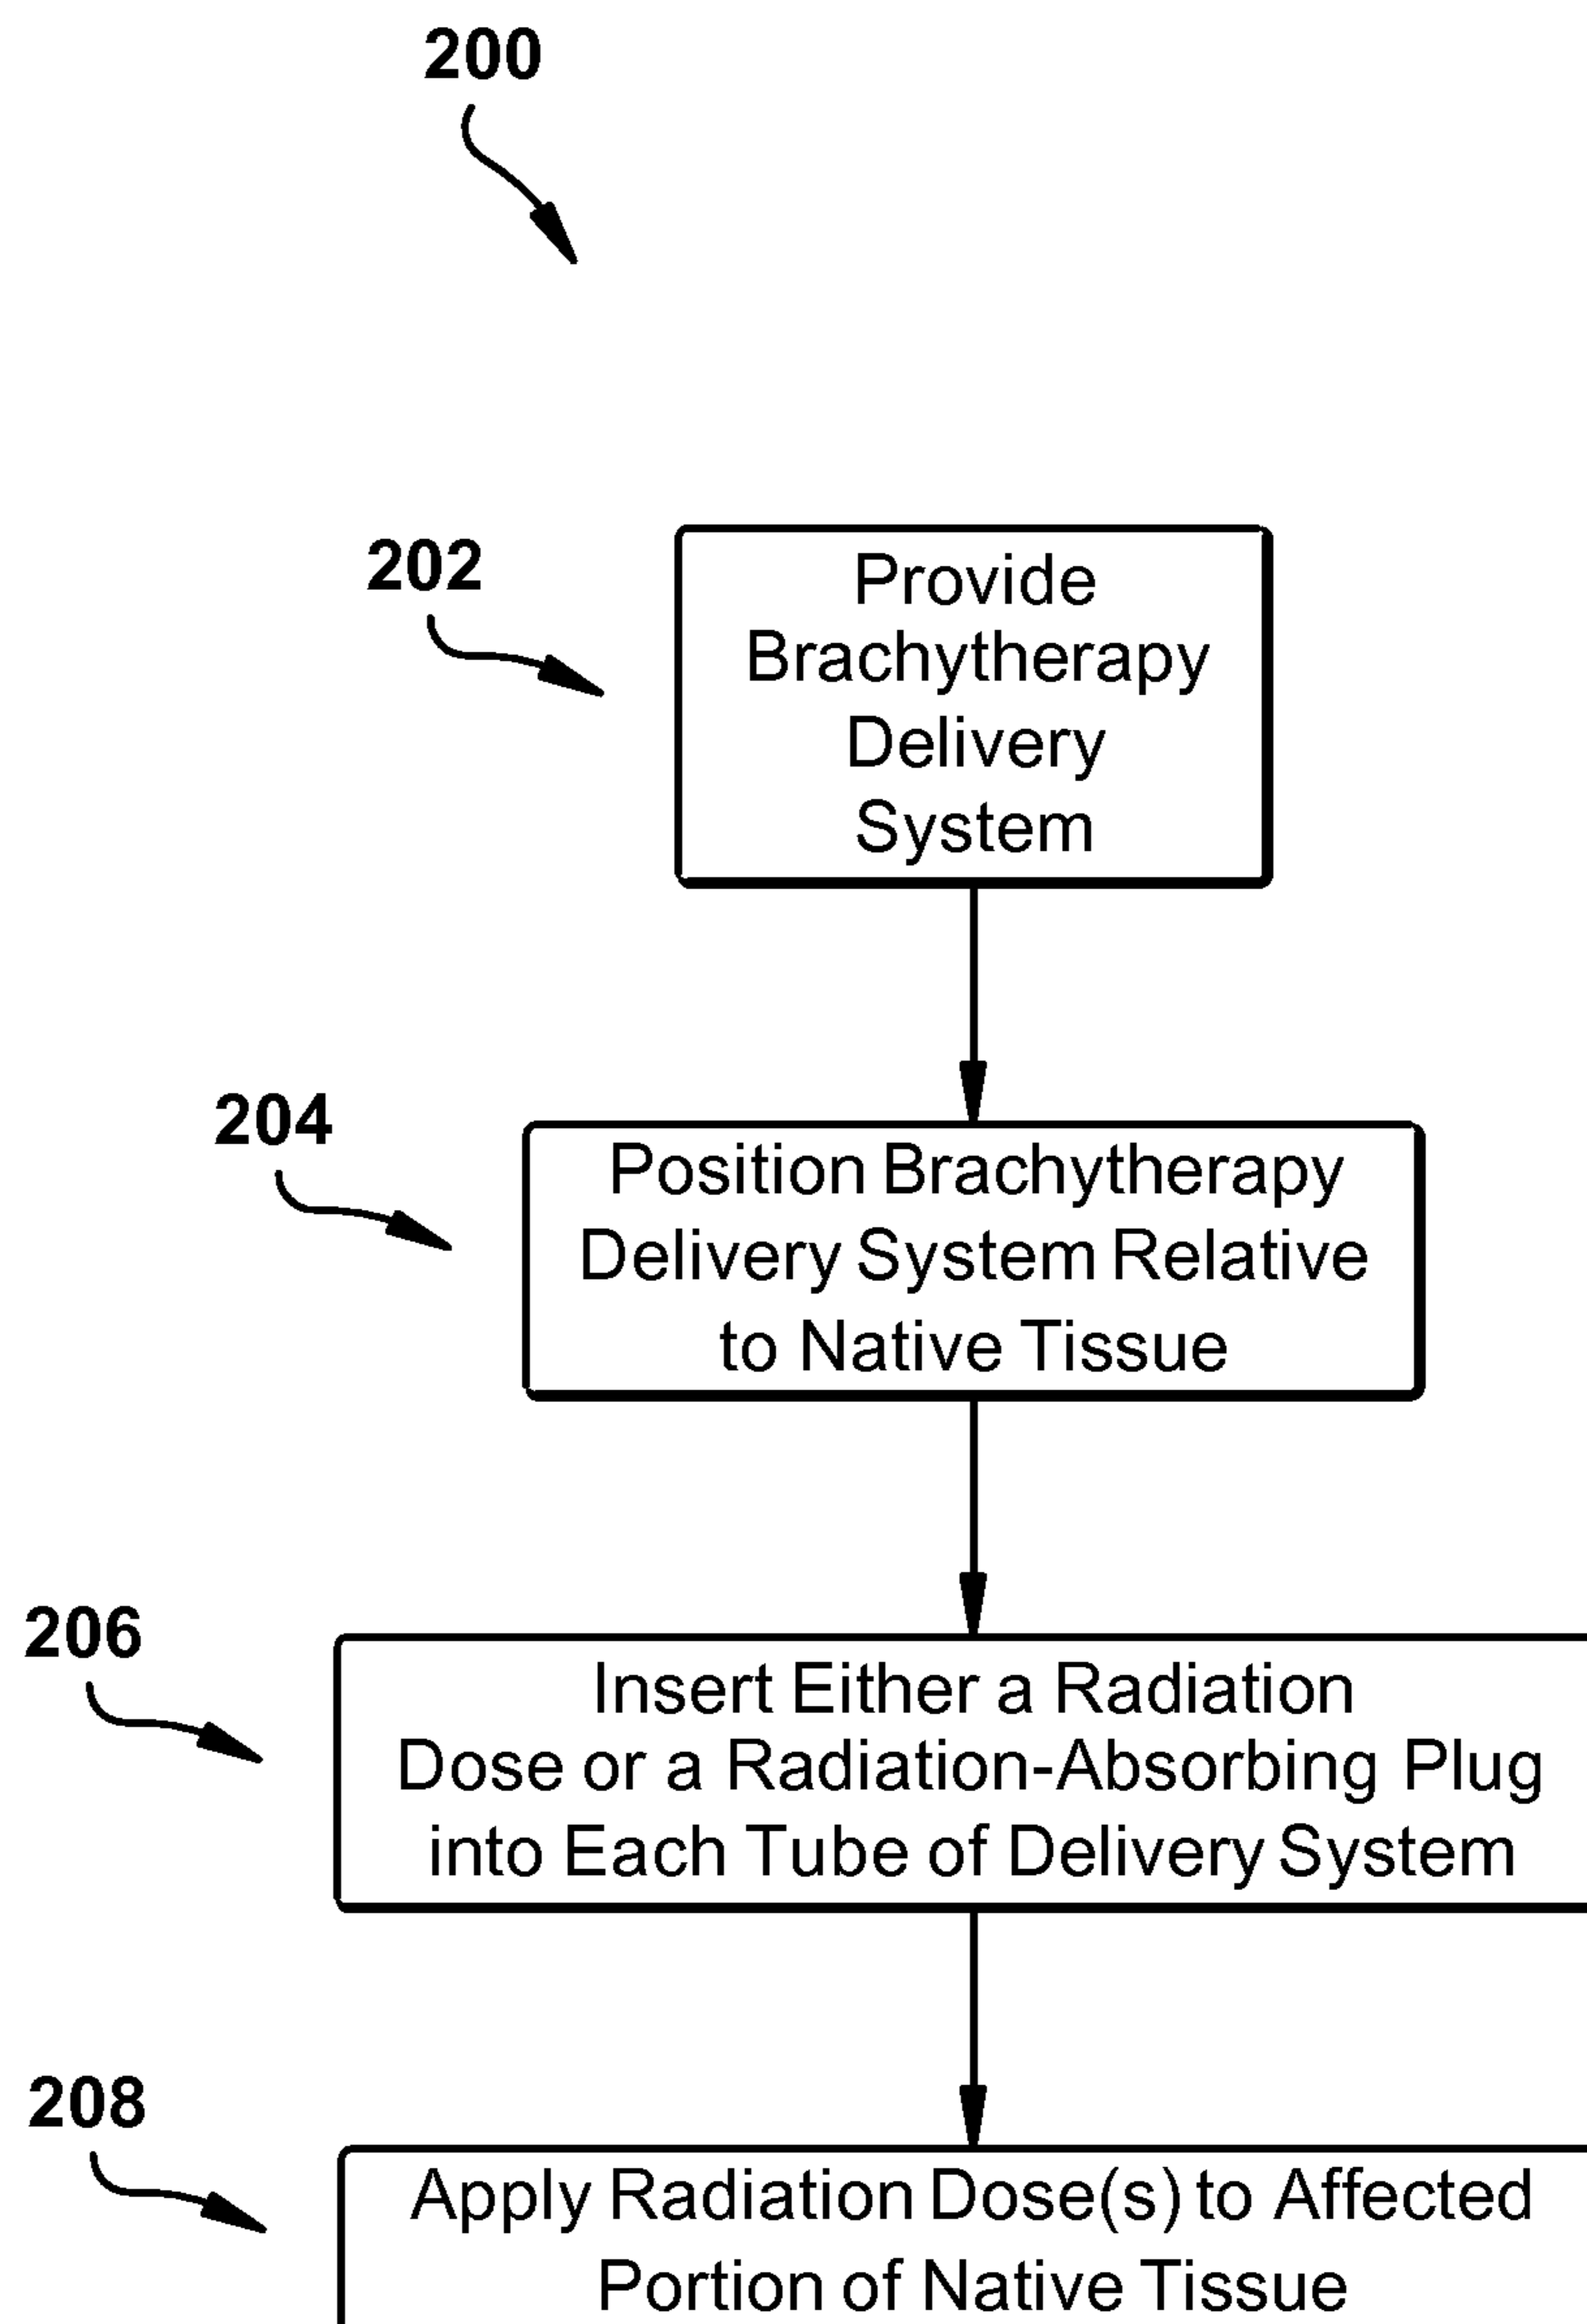 200
202
Provide
Brachytherapy
Delivery
System
204
Position Brachytherapy
Delivery System Relative
to Native Tissue
206
Insert Either a Radiation
Dose or a Radiation-Absorbing Plug
into Each Tube of Delivery System
208
Apply Radiation Dose(s) to Affected
Portion of Native Tissue